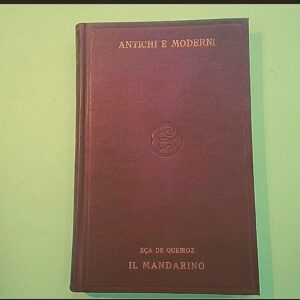 ANTICHI E MODERNI
EÇA DE QUEIROZ
IL MANDARINO